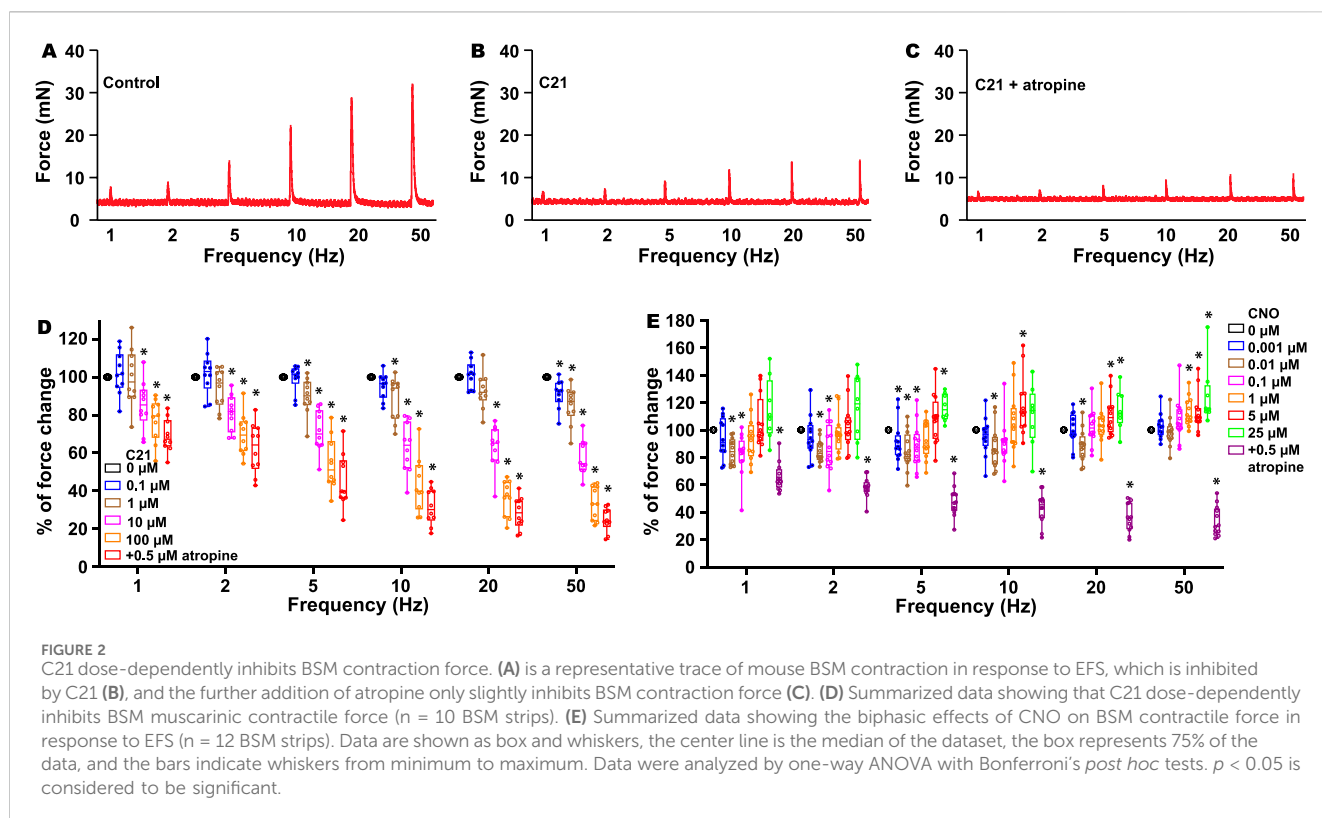 A
B
C
40
30
20
10
0
Force (mN)
Control
1 2 5 10 20 50
Frequency (Hz)
40
30
20
10
0
Force (mN)
C21
1 2 5 10 20 50
Frequency (Hz)
40
30
20
10
0
Force (mN)
C21 + atropine
1 2 5 10 20 50
Frequency (Hz)
D
120
100
80
60
40
20
0
% of force change
C21
0 µM
0.1 µM
1 µM
10 µM
100 µM
+0.5 µM atropine
* * * * * * * * * * * * * * * * * * * * * *
1 2 5 10 20 50
Frequency (Hz)
E
180
160
140
120
100
80
60
40
20
0
% of force change
* * * * * * * * * * * * * * * * * * * * * * *
1 2 5 10 20 50
Frequency (Hz)
CNO
0 µM
0.001 µM
0.01 µM
0.1 µM
1 µM
5 µM
25 µM
+0.5 µM
atropine
FIGURE 2
C21 dose-dependently inhibits BSM contraction force. (A) is a representative trace of mouse BSM contraction in response to EFS, which is inhibited
by C21 (B), and the further addition of atropine only slightly inhibits BSM contraction force (C). (D) Summarized data showing that C21 dose-dependently
inhibits BSM muscarinic contractile force (n = 10 BSM strips). (E) Summarized data showing the biphasic effects of CNO on BSM contractile force in
response to EFS (n = 12 BSM strips). Data are shown as box and whiskers, the center line is the median of the dataset, the box represents 75% of the
data, and the bars indicate whiskers from minimum to maximum. Data were analyzed by one-way ANOVA with Bonferroni's post hoc tests. p < 0.05 is
considered to be significant.